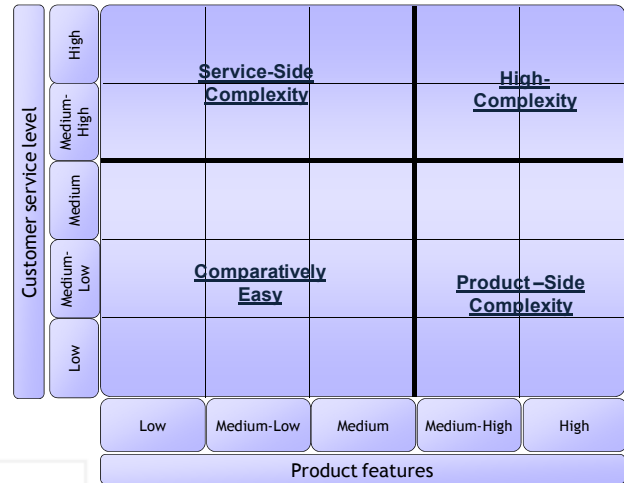 Customer service level
High
Medium-
High
Medium
Medium-
Low
Low
Service-Side
Complexity
High-
Complexity
Comparatively
Easy
Product–Side
Complexity
Low
Medium-Low
Medium
Medium-High
High
Product features